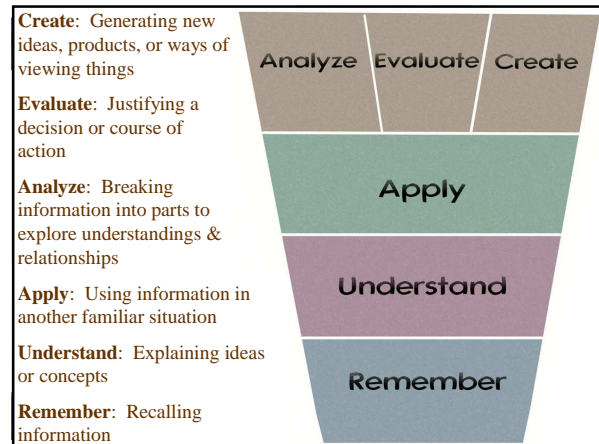 Create: Generating new
ideas, products, or ways of
viewing things
Evaluate: Justifying a
decision or course of
action
Analyze: Breaking
information into parts to
explore understandings &
relationships
Apply: Using information in
another familiar situation
Understand: Explaining ideas
or concepts
Remember: Recalling
information
Analyze Evaluate Create
Apply
Understand
Remember